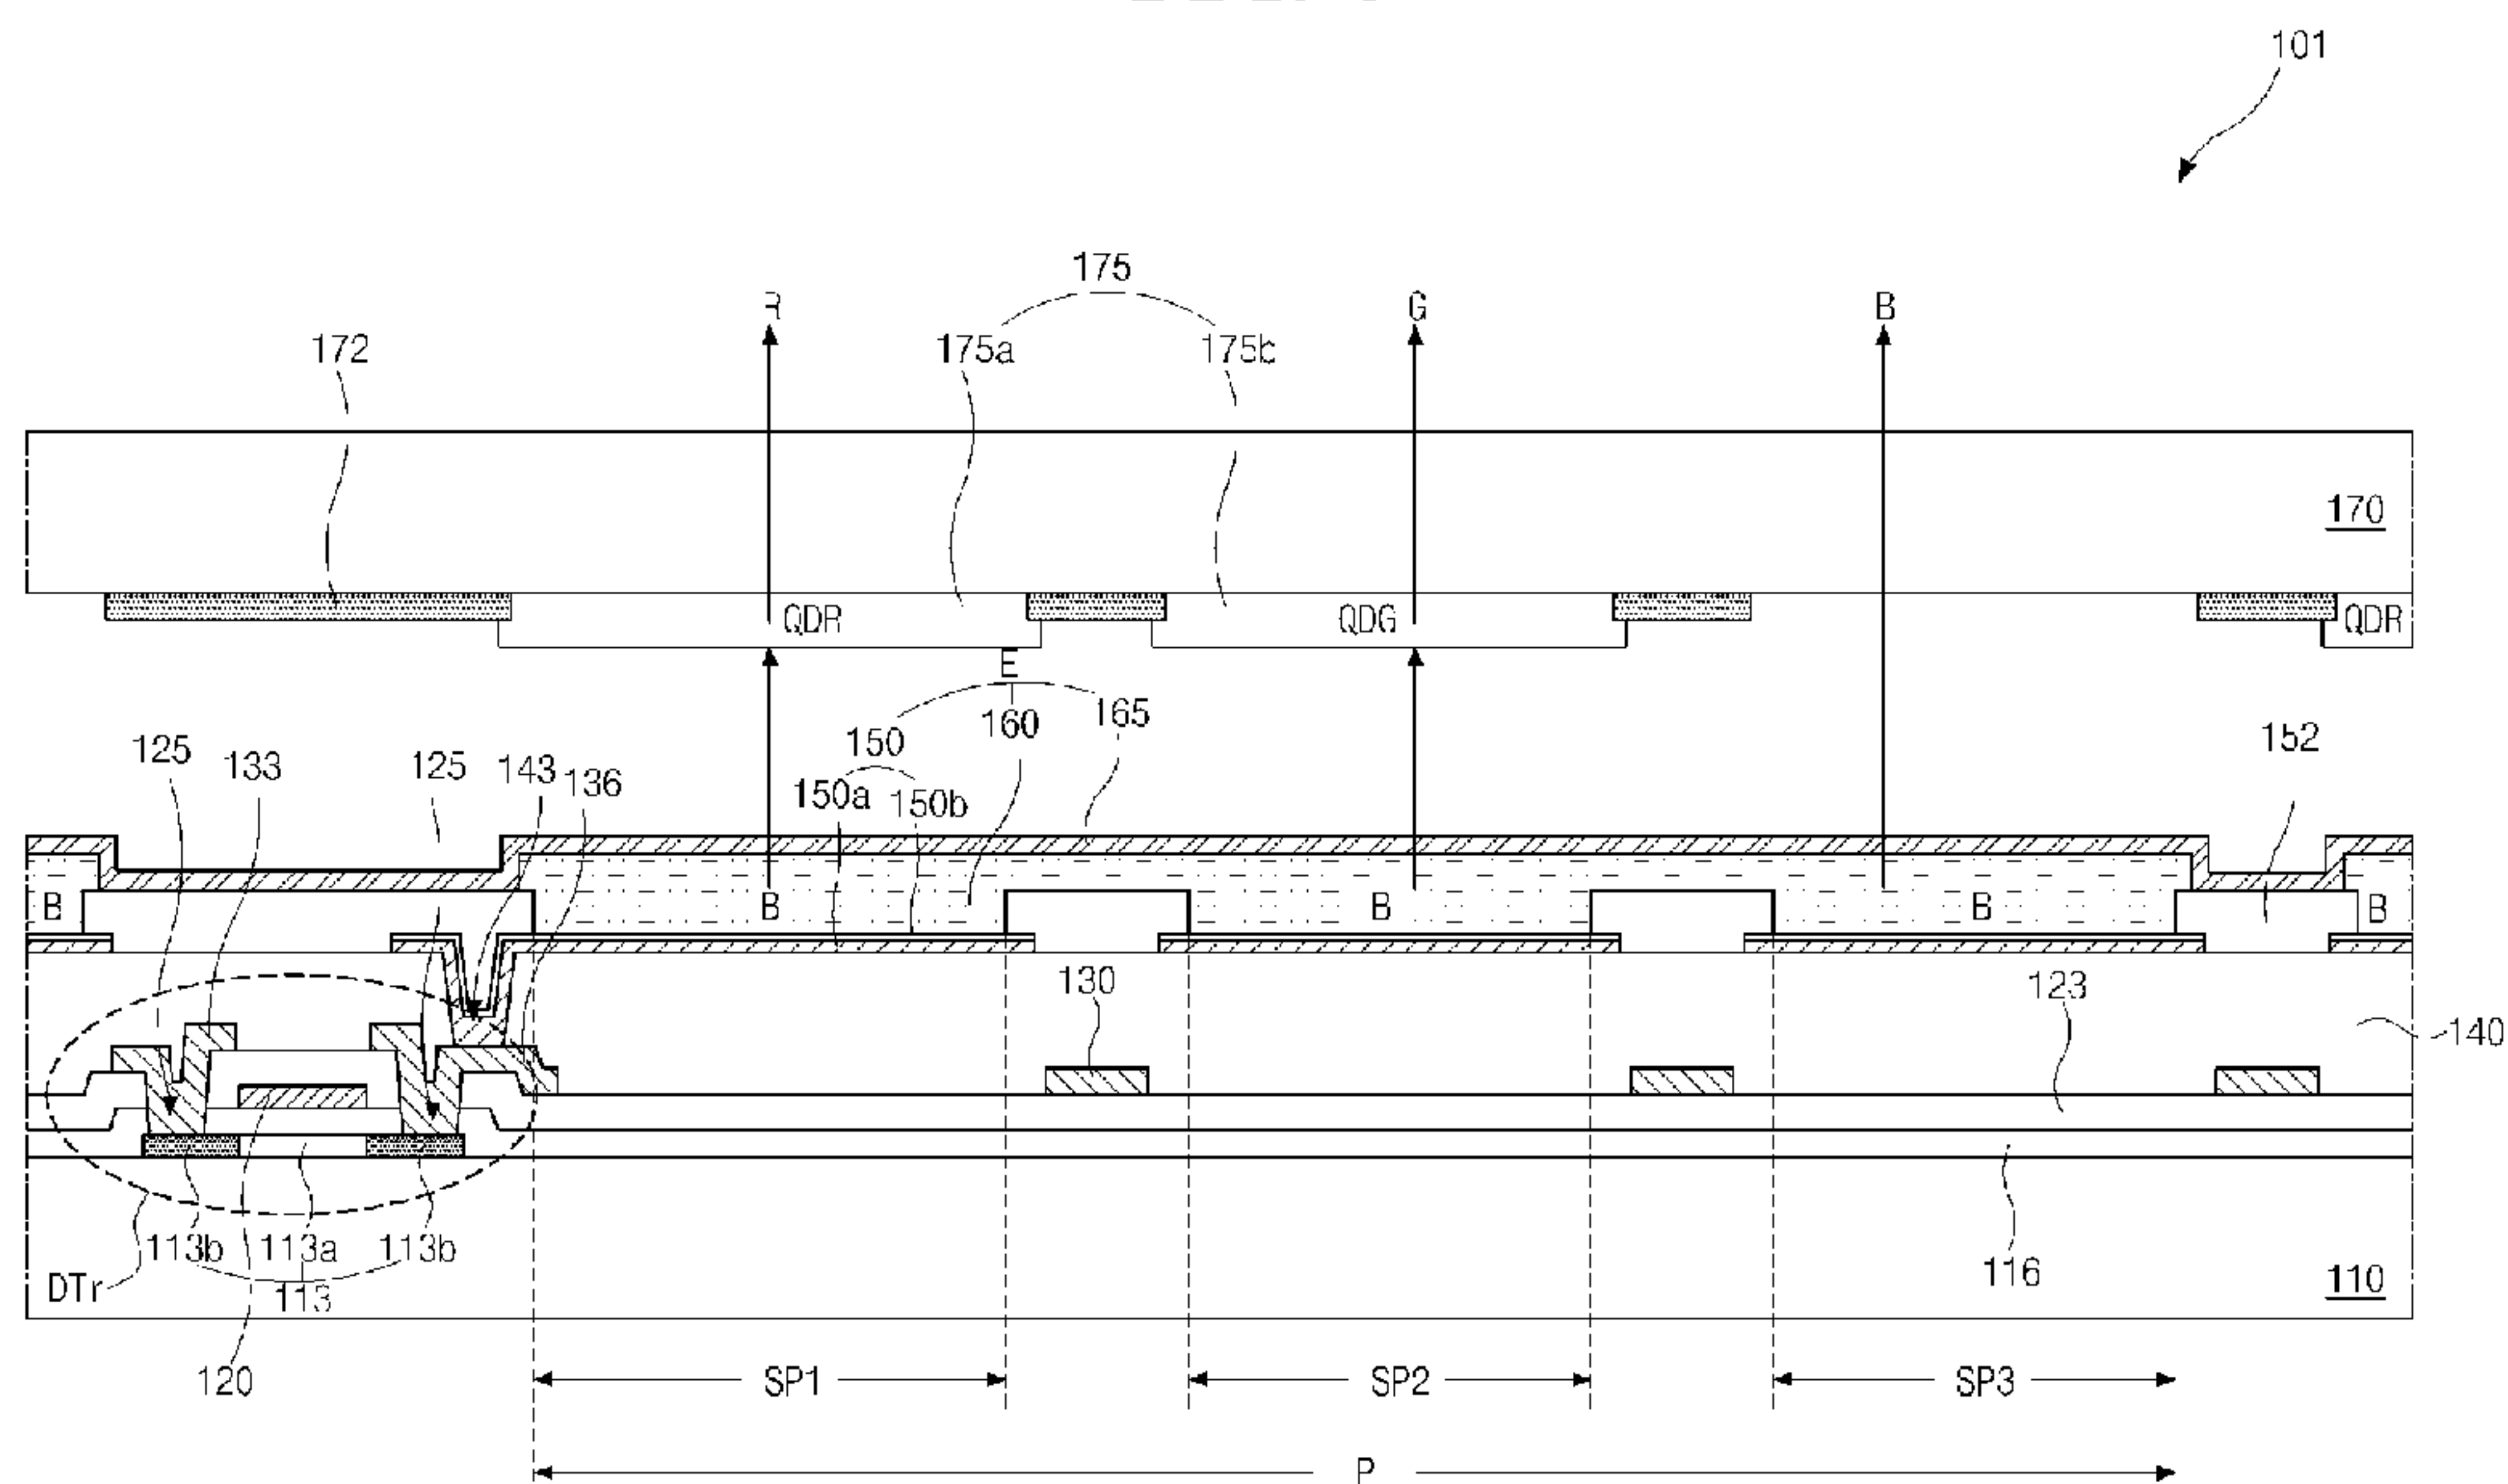 101
175
R G B
172 175a 175b
170
QDR QDG QDR
E
160 165
150
125 133 125 143 136 150a 150b 152
B B B B B
130 123
140
113b 113a 113b
DTr 113 116 110
120 SP1 SP2 SP3
P